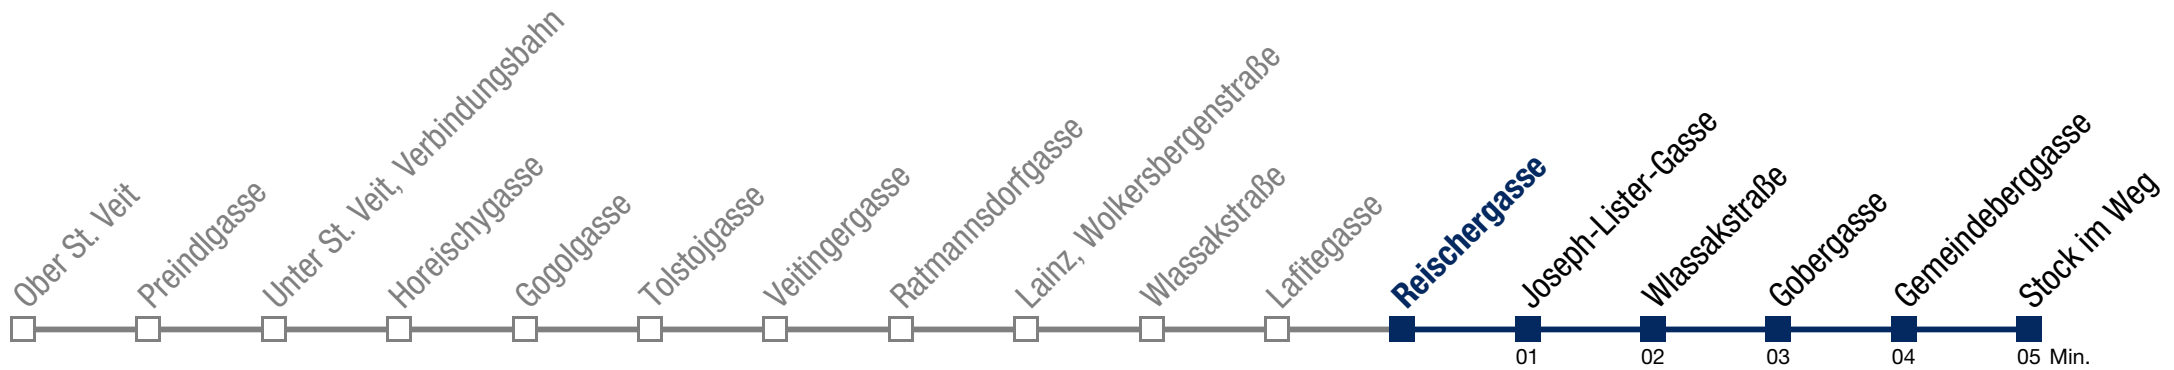 Ober St. Veit
Preindlgasse
Unter St. Veit, Verbindungsbahn
Horeischygasse
Gogolgasse
Tolstojgasse
Veitingergasse
Ratmannsdorfgasse
Lainz, Wolkersbergenstraße
Wlassakstraße
Lafitegasse
Reischergasse
Joseph-Lister-Gasse
Wlassakstraße
Gobergasse
Gemeindeberggasse
Stock im Weg
01 02 03 04 05 Min.